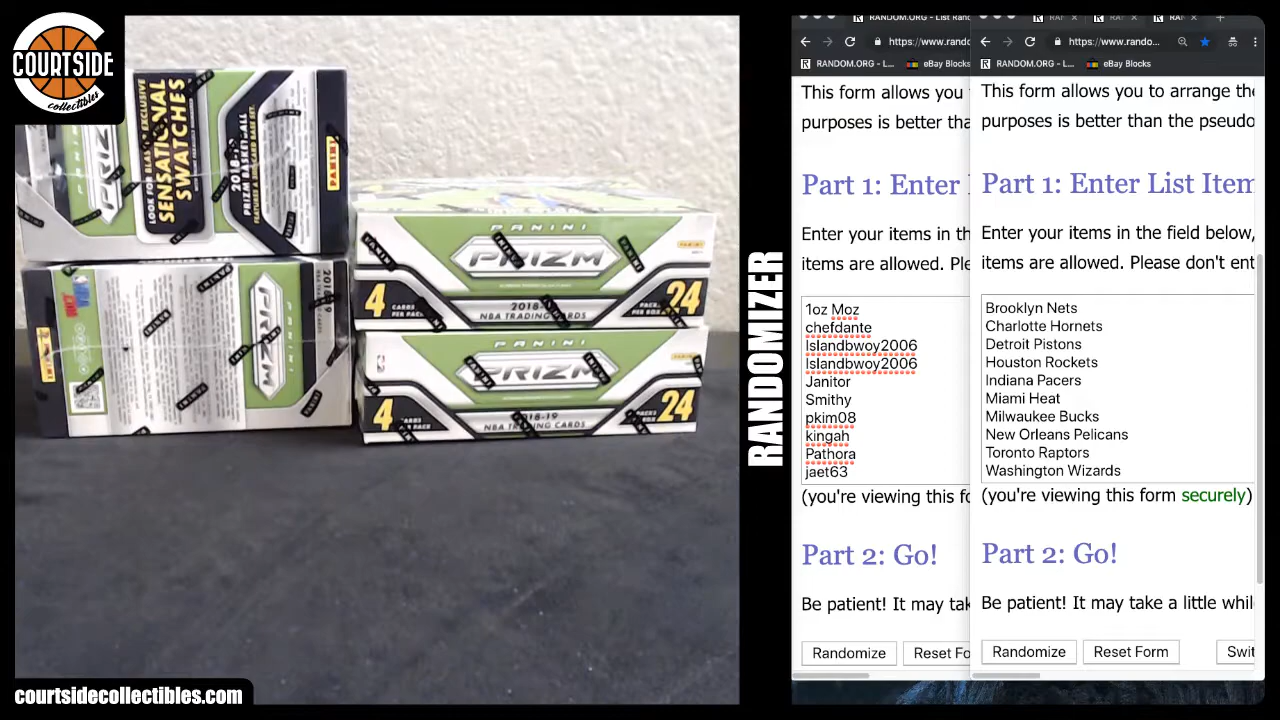 COURTSIDE
collectibles
LOOK FOR BLASTER EXCLUSIVE
SENSATIONAL
SWATCHES
2018-19
PRIZM BASKETBALL
PANINI
PANINI
PRIZM
PANINI
PRIZM
4
CARDS
PER PACK
2018-19
NBA TRADING CARDS
24
PRIZM
4
CARDS
PER PACK
2018-19
NBA TRADING CARDS
24
courtsidecollectibles.com
RANDOMIZER
RANDOM.ORG - List Ran
https://www.rando
RANDOM.ORG - L...
eBay Blocks
This form allows you
purposes is better tha
Part 1: Enter
Enter your items in th
items are allowed. Ple
1oz Moz
chefdante
Islandbwoy2006
Islandbwoy2006
Janitor
Smithy
pkim08
kingah
Pathora
jaet63
(you're viewing this fo
Part 2: Go!
Be patient! It may tak
Randomize
Reset Fo
https://www.rando...
RANDOM.ORG - L...
eBay Blocks
This form allows you to arrange the
purposes is better than the pseudo
Part 1: Enter List Item
Enter your items in the field below,
items are allowed. Please don't ent
Brooklyn Nets
Charlotte Hornets
Detroit Pistons
Houston Rockets
Indiana Pacers
Miami Heat
Milwaukee Bucks
New Orleans Pelicans
Toronto Raptors
Washington Wizards
(you're viewing this form securely)
Part 2: Go!
Be patient! It may take a little whil
Randomize
Reset Form
Swit